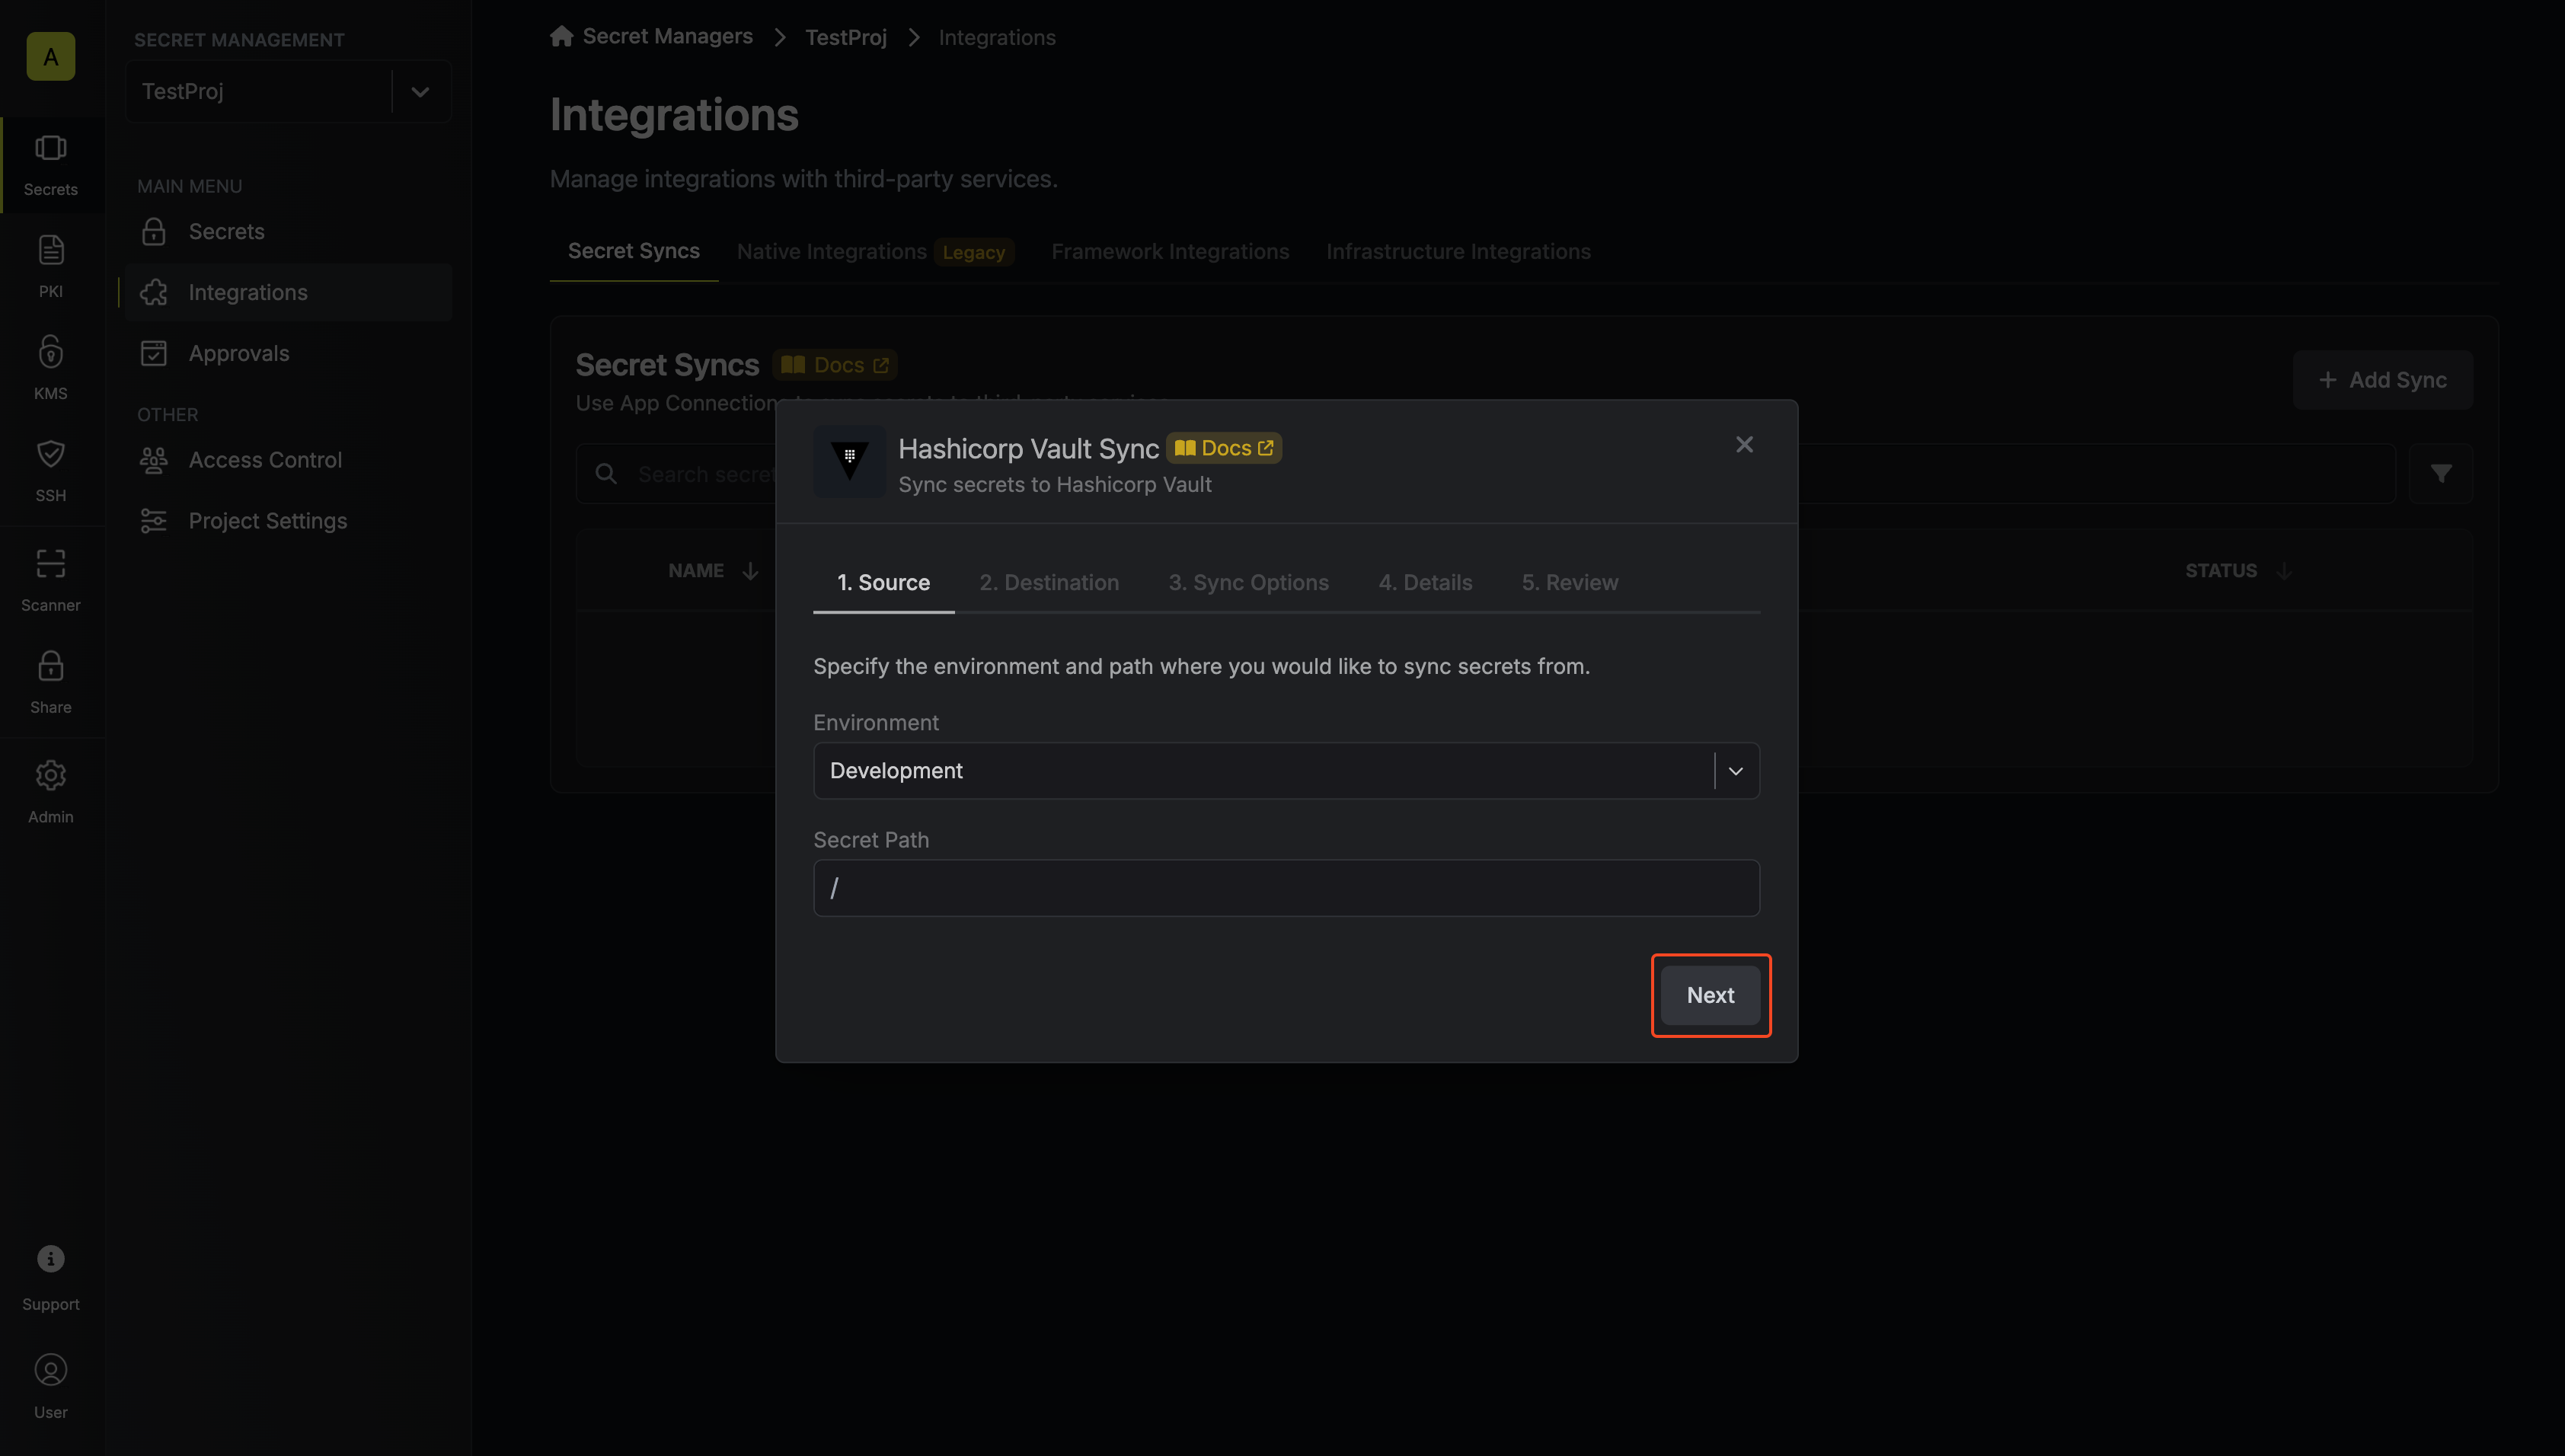 A
Secrets
PKI
KMS
SSH
Scanner
Share
Admin
Support
User
SECRET MANAGEMENT
TestProj
MAIN MENU
Secrets
Integrations
Approvals
OTHER
Access Control
Project Settings
Secret Managers > TestProj > Integrations
Integrations
Manage integrations with third-party services.
Secret Syncs Native Integrations Legacy Framework Integrations Infrastructure Integrations
Secret Syncs Docs
+ Add Sync
Use App Connection
Search secret
NAME STATUS
Hashicorp Vault Sync Docs
Sync secrets to Hashicorp Vault
1. Source 2. Destination 3. Sync Options 4. Details 5. Review
Specify the environment and path where you would like to sync secrets from.
Environment
Development
Secret Path
/
Next